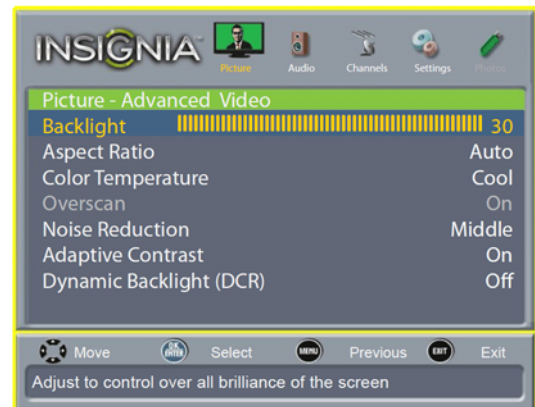 INSIGNIA
Picture Audio Channels Settings Photos
Picture - Advanced Video
Backlight 30
Aspect Ratio Auto
Color Temperature Cool
Overscan On
Noise Reduction Middle
Adaptive Contrast On
Dynamic Backlight (DCR) Off
Move OK ENTER Select MENU Previous EXIT Exit
Adjust to control over all brilliance of the screen